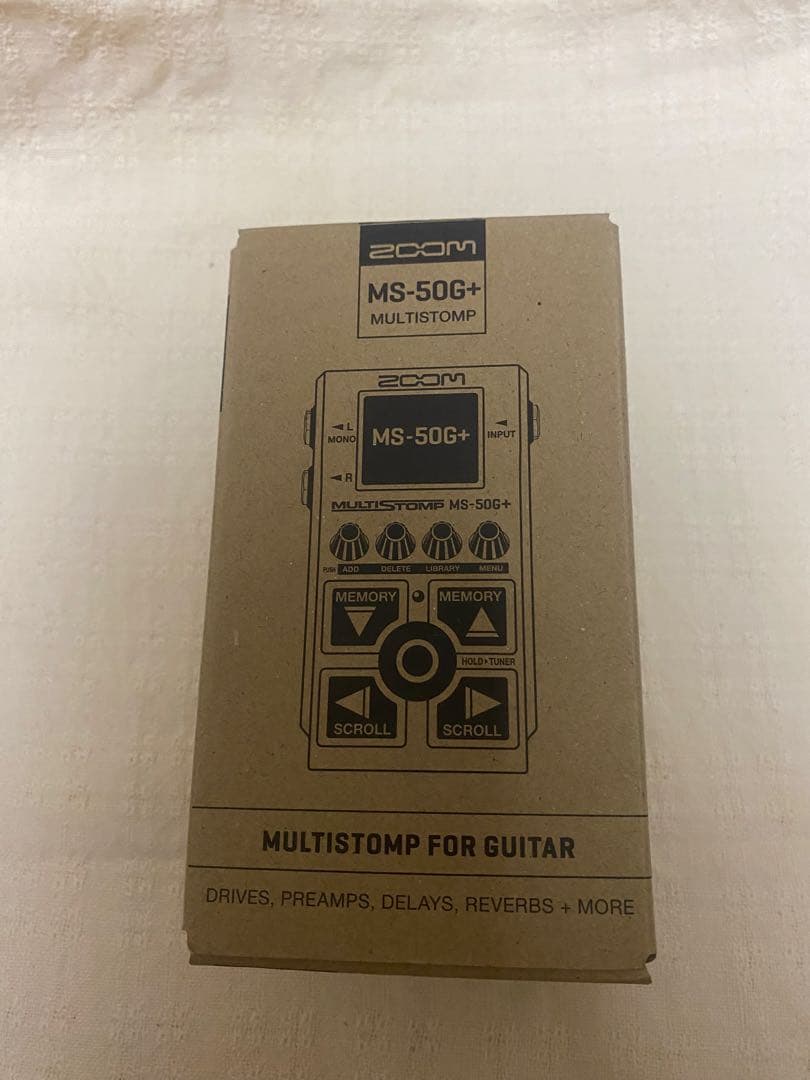 ZOOM
MS-50G+
MULTISTOMP
ZOOM
L
MONO
MS-50G+
INPUT
R
MULTISTOMP MS-50G+
PUSH ADD DELETE LIBRARY MENU
MEMORY MEMORY
HOLD▸TUNER
SCROLL SCROLL
MULTISTOMP FOR GUITAR
DRIVES, PREAMPS, DELAYS, REVERBS + MORE